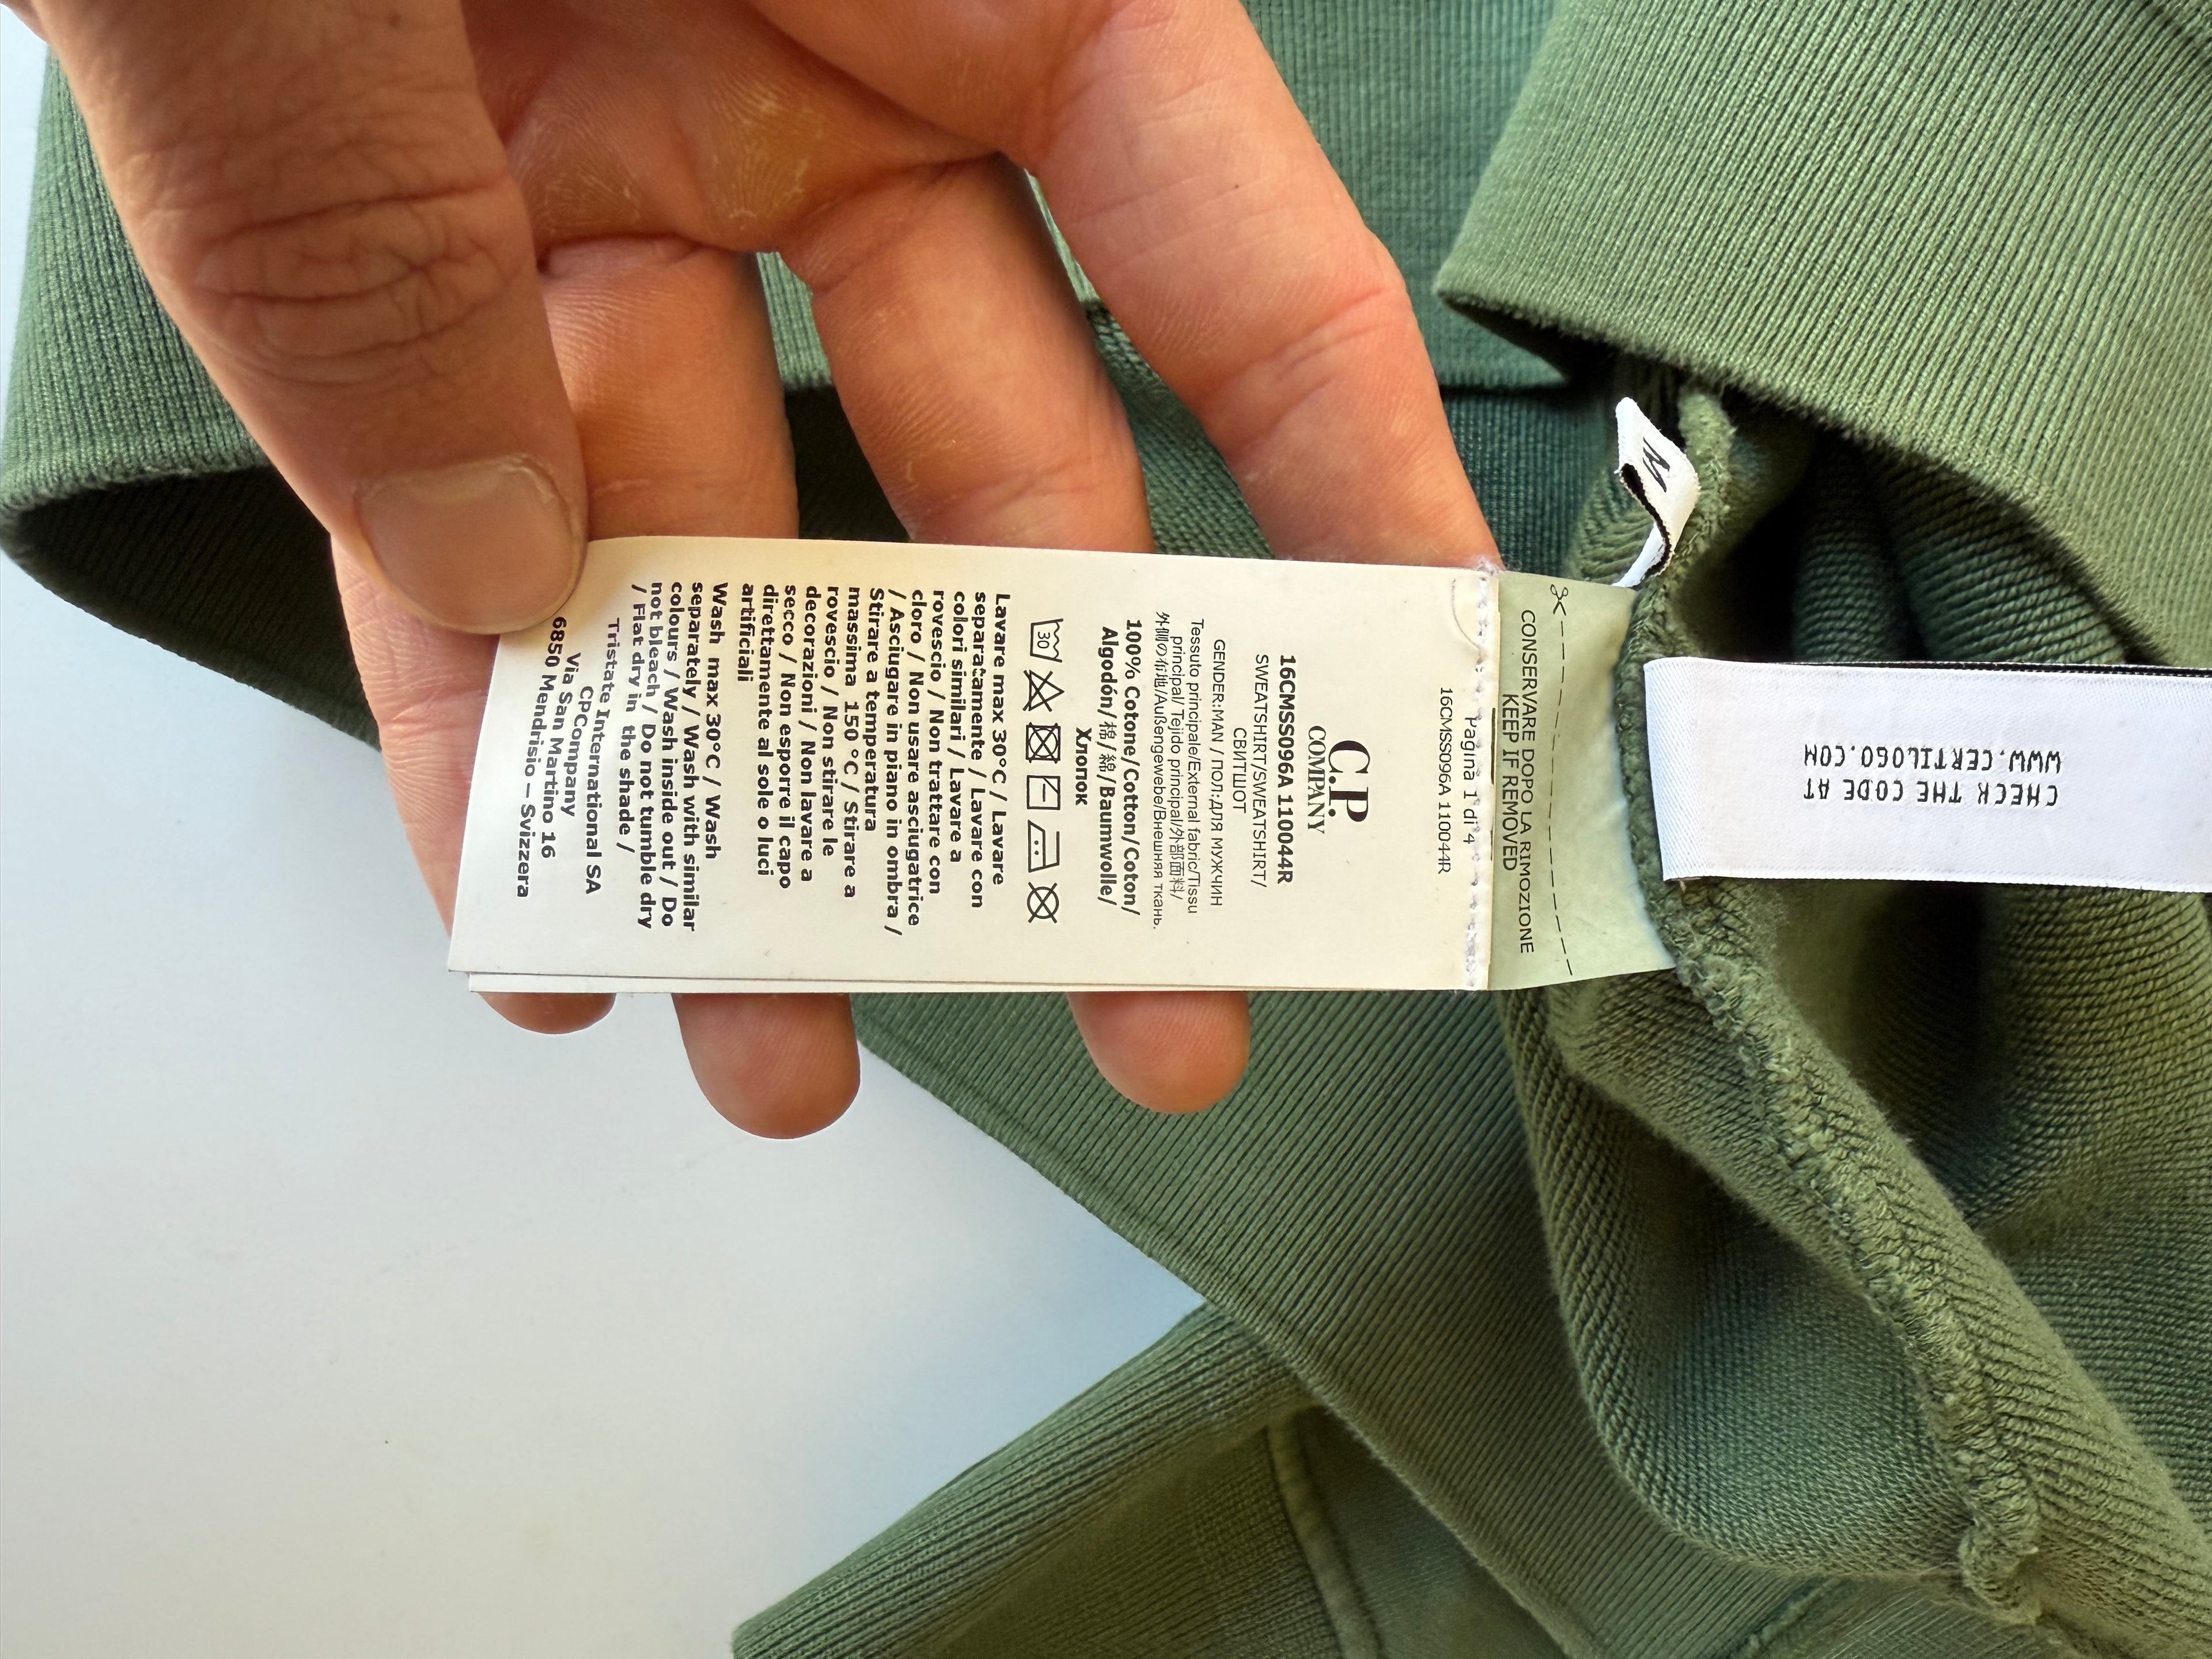 CONSERVARE DOPO LA RIMOZIONE
KEEP IF REMOVED
Pagina 1 di 4
16CMSS096A 110044R
C.P.
COMPANY
16CMSS096A 110044R
SWEATSHIRT/SWEATSHIRT/
СВИТШОТ
GENDER:MAN / ПОЛ:ДЛЯ МУЖЧИН
Tessuto principale/External fabric/Tissu
principal/ Tejido principal/外部面料/
外側の布地/Außengewebe/Внешняя ткань.
100% Cotone/Cotton/Coton/
Algodón/棉/綿/Baumwolle/
Хлопок
30
Lavare max 30°C / Lavare
separatamente / Lavare con
colori similari / Lavare a
rovescio / Non trattare con
cloro / Non usare asciugatrice
/ Asciugare in piano in ombra /
Stirare a temperatura
massima 150 °C / Stirare a
rovescio / Non stirare le
decorazioni / Non lavare a
secco / Non esporre il capo
direttamente al sole o luci
artificiali
Wash max 30°C / Wash
separately / Wash with similar
colours / Wash inside out / Do
not bleach / Do not tumble dry
/ Flat dry in the shade /
Tristate International SA
CpCompany
Via San Martino 16
6850 Mendrisio – Svizzera
M
CHECK THE CODE AT
WWW.CERTILOGO.COM